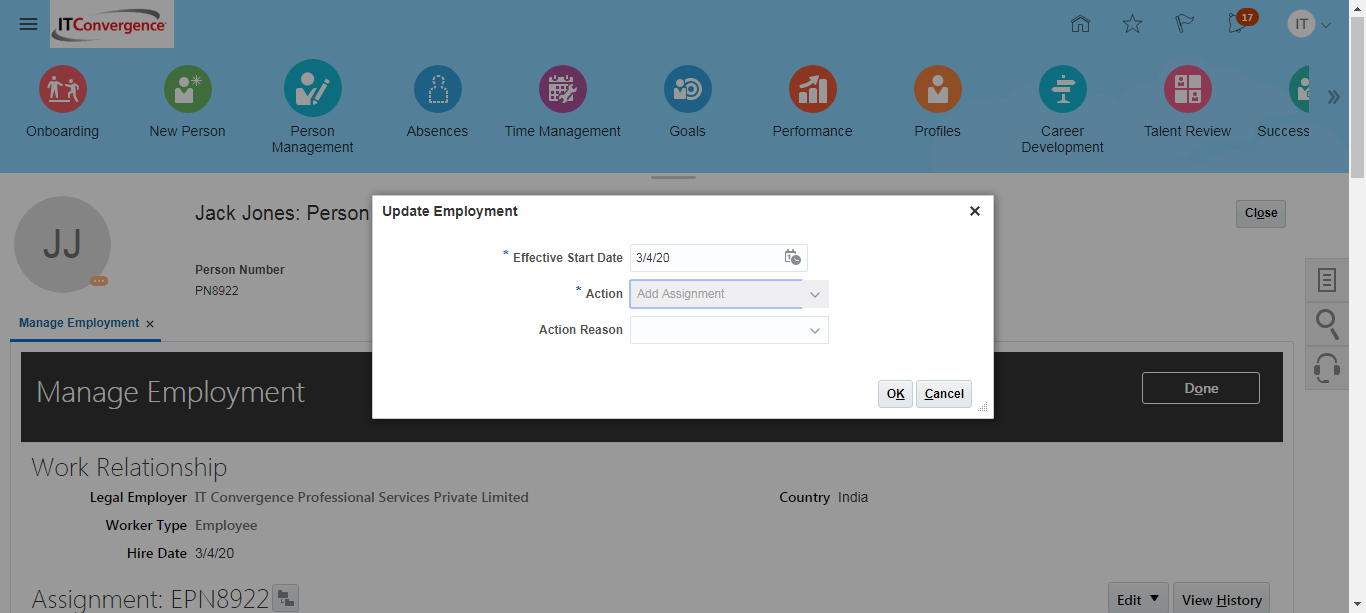 ITConvergence
17
IT
Onboarding
New Person
Person
Management
Absences
Time Management
Goals
Performance
Profiles
Career
Development
Talent Review
Success
JJ
Jack Jones: Person
Close
Person Number
PN8922
Update Employment
* Effective Start Date 3/4/20
* Action Add Assignment
Action Reason
OK Cancel
Manage Employment
Manage Employment
Done
Work Relationship
Legal Employer IT Convergence Professional Services Private Limited
Country India
Worker Type Employee
Hire Date 3/4/20
Assignment: EPN8922
Edit
View History